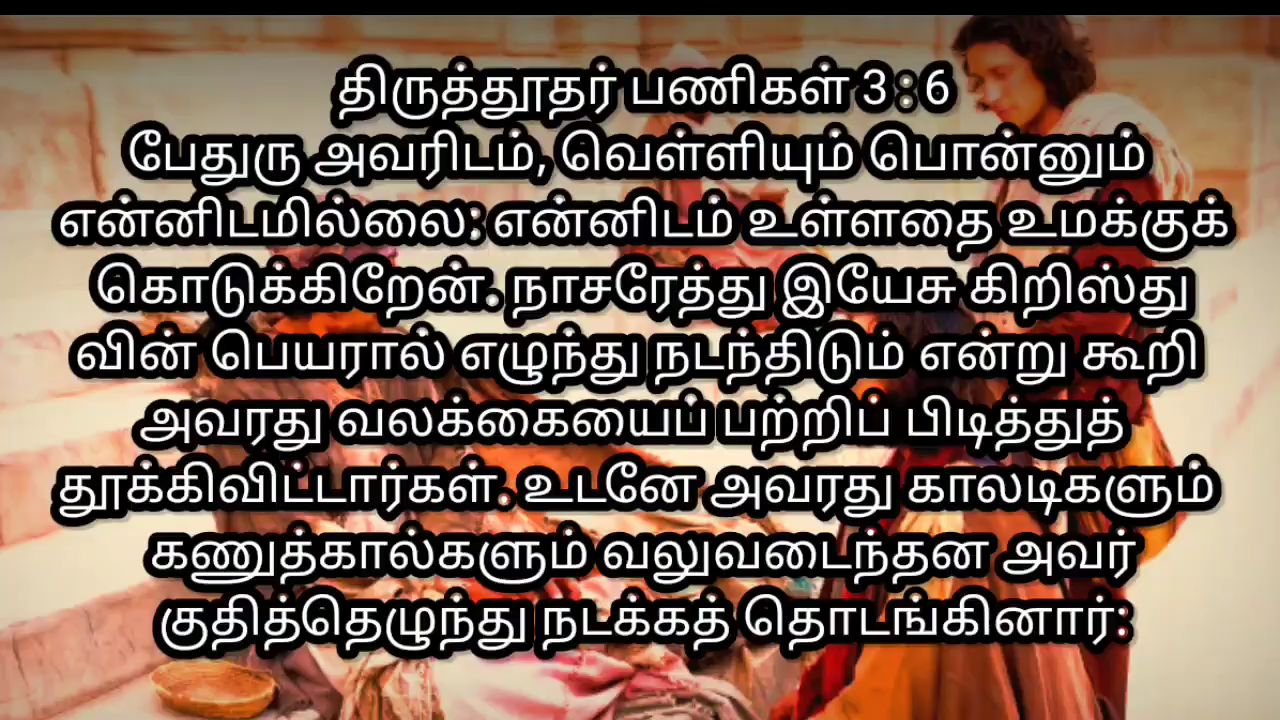 திருத்தூதர் பணிகள் 3 : 6
பேதுரு அவரிடம், வெள்ளியும் பொன்னும்
என்னிடமில்லை; என்னிடம் உள்ளதை உமக்குக்
கொடுக்கிறேன். நாசரேத்து இயேசு கிறிஸ்து
வின் பெயரால் எழுந்து நடந்திடும் என்று கூறி
அவரது வலக்கையைப் பற்றிப் பிடித்துத்
தூக்கிவிட்டார்கள். உடனே அவரது காலடிகளும்
கணுத்கால்களும் வலுவடைந்தன அவர்
குதித்தெழுந்து நடக்கத் தொடங்கினார்: